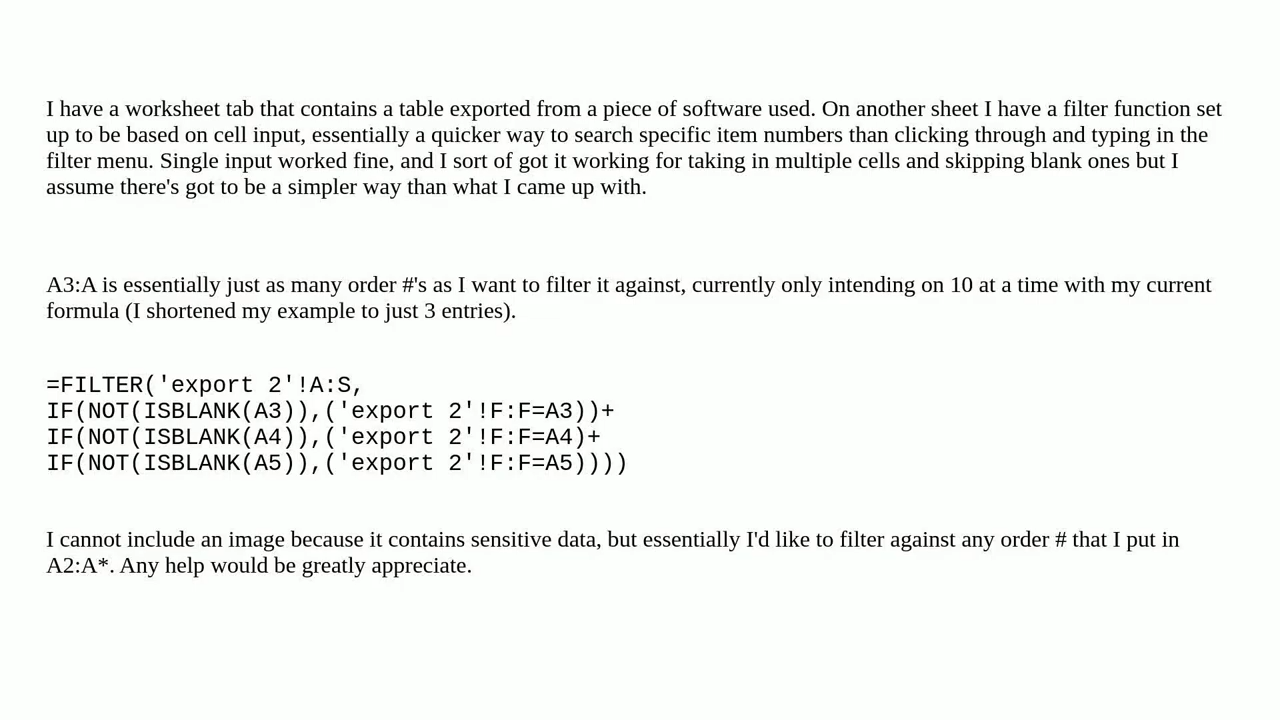 I have a worksheet tab that contains a table exported from a piece of software used. On another sheet I have a filter function set
up to be based on cell input, essentially a quicker way to search specific item numbers than clicking through and typing in the
filter menu. Single input worked fine, and I sort of got it working for taking in multiple cells and skipping blank ones but I
assume there's got to be a simpler way than what I came up with.
A3:A is essentially just as many order #'s as I want to filter it against, currently only intending on 10 at a time with my current
formula (I shortened my example to just 3 entries).
=FILTER('export 2'!A:S,
IF(NOT(ISBLANK(A3)),('export 2'!F:F=A3))+
IF(NOT(ISBLANK(A4)),('export 2'!F:F=A4)+
IF(NOT(ISBLANK(A5)),('export 2'!F:F=A5))))
I cannot include an image because it contains sensitive data, but essentially I'd like to filter against any order # that I put in
A2:A*. Any help would be greatly appreciate.